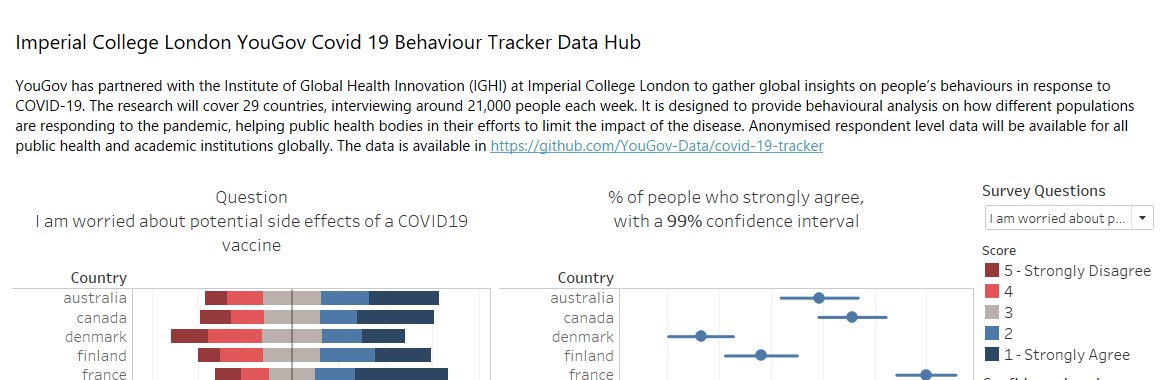 Imperial College London YouGov Covid 19 Behaviour Tracker Data Hub
YouGov has partnered with the Institute of Global Health Innovation (IGHI) at Imperial College London to gather global insights on people’s behaviours in response to
COVID-19. The research will cover 29 countries, interviewing around 21,000 people each week. It is designed to provide behavioural analysis on how different populations
are responding to the pandemic, helping public health bodies in their efforts to limit the impact of the disease. Anonymised respondent level data will be available for all
public health and academic institutions globally. The data is available in https://github.com/YouGov-Data/covid-19-tracker
Question
I am worried about potential side effects of a COVID19
vaccine
Country
australia
canada
denmark
finland
france
% of people who strongly agree,
with a 99% confidence interval
Country
australia
canada
denmark
finland
france
Survey Questions
I am worried about p...
Score
5 - Strongly Disagree
4
3
2
1 - Strongly Agree